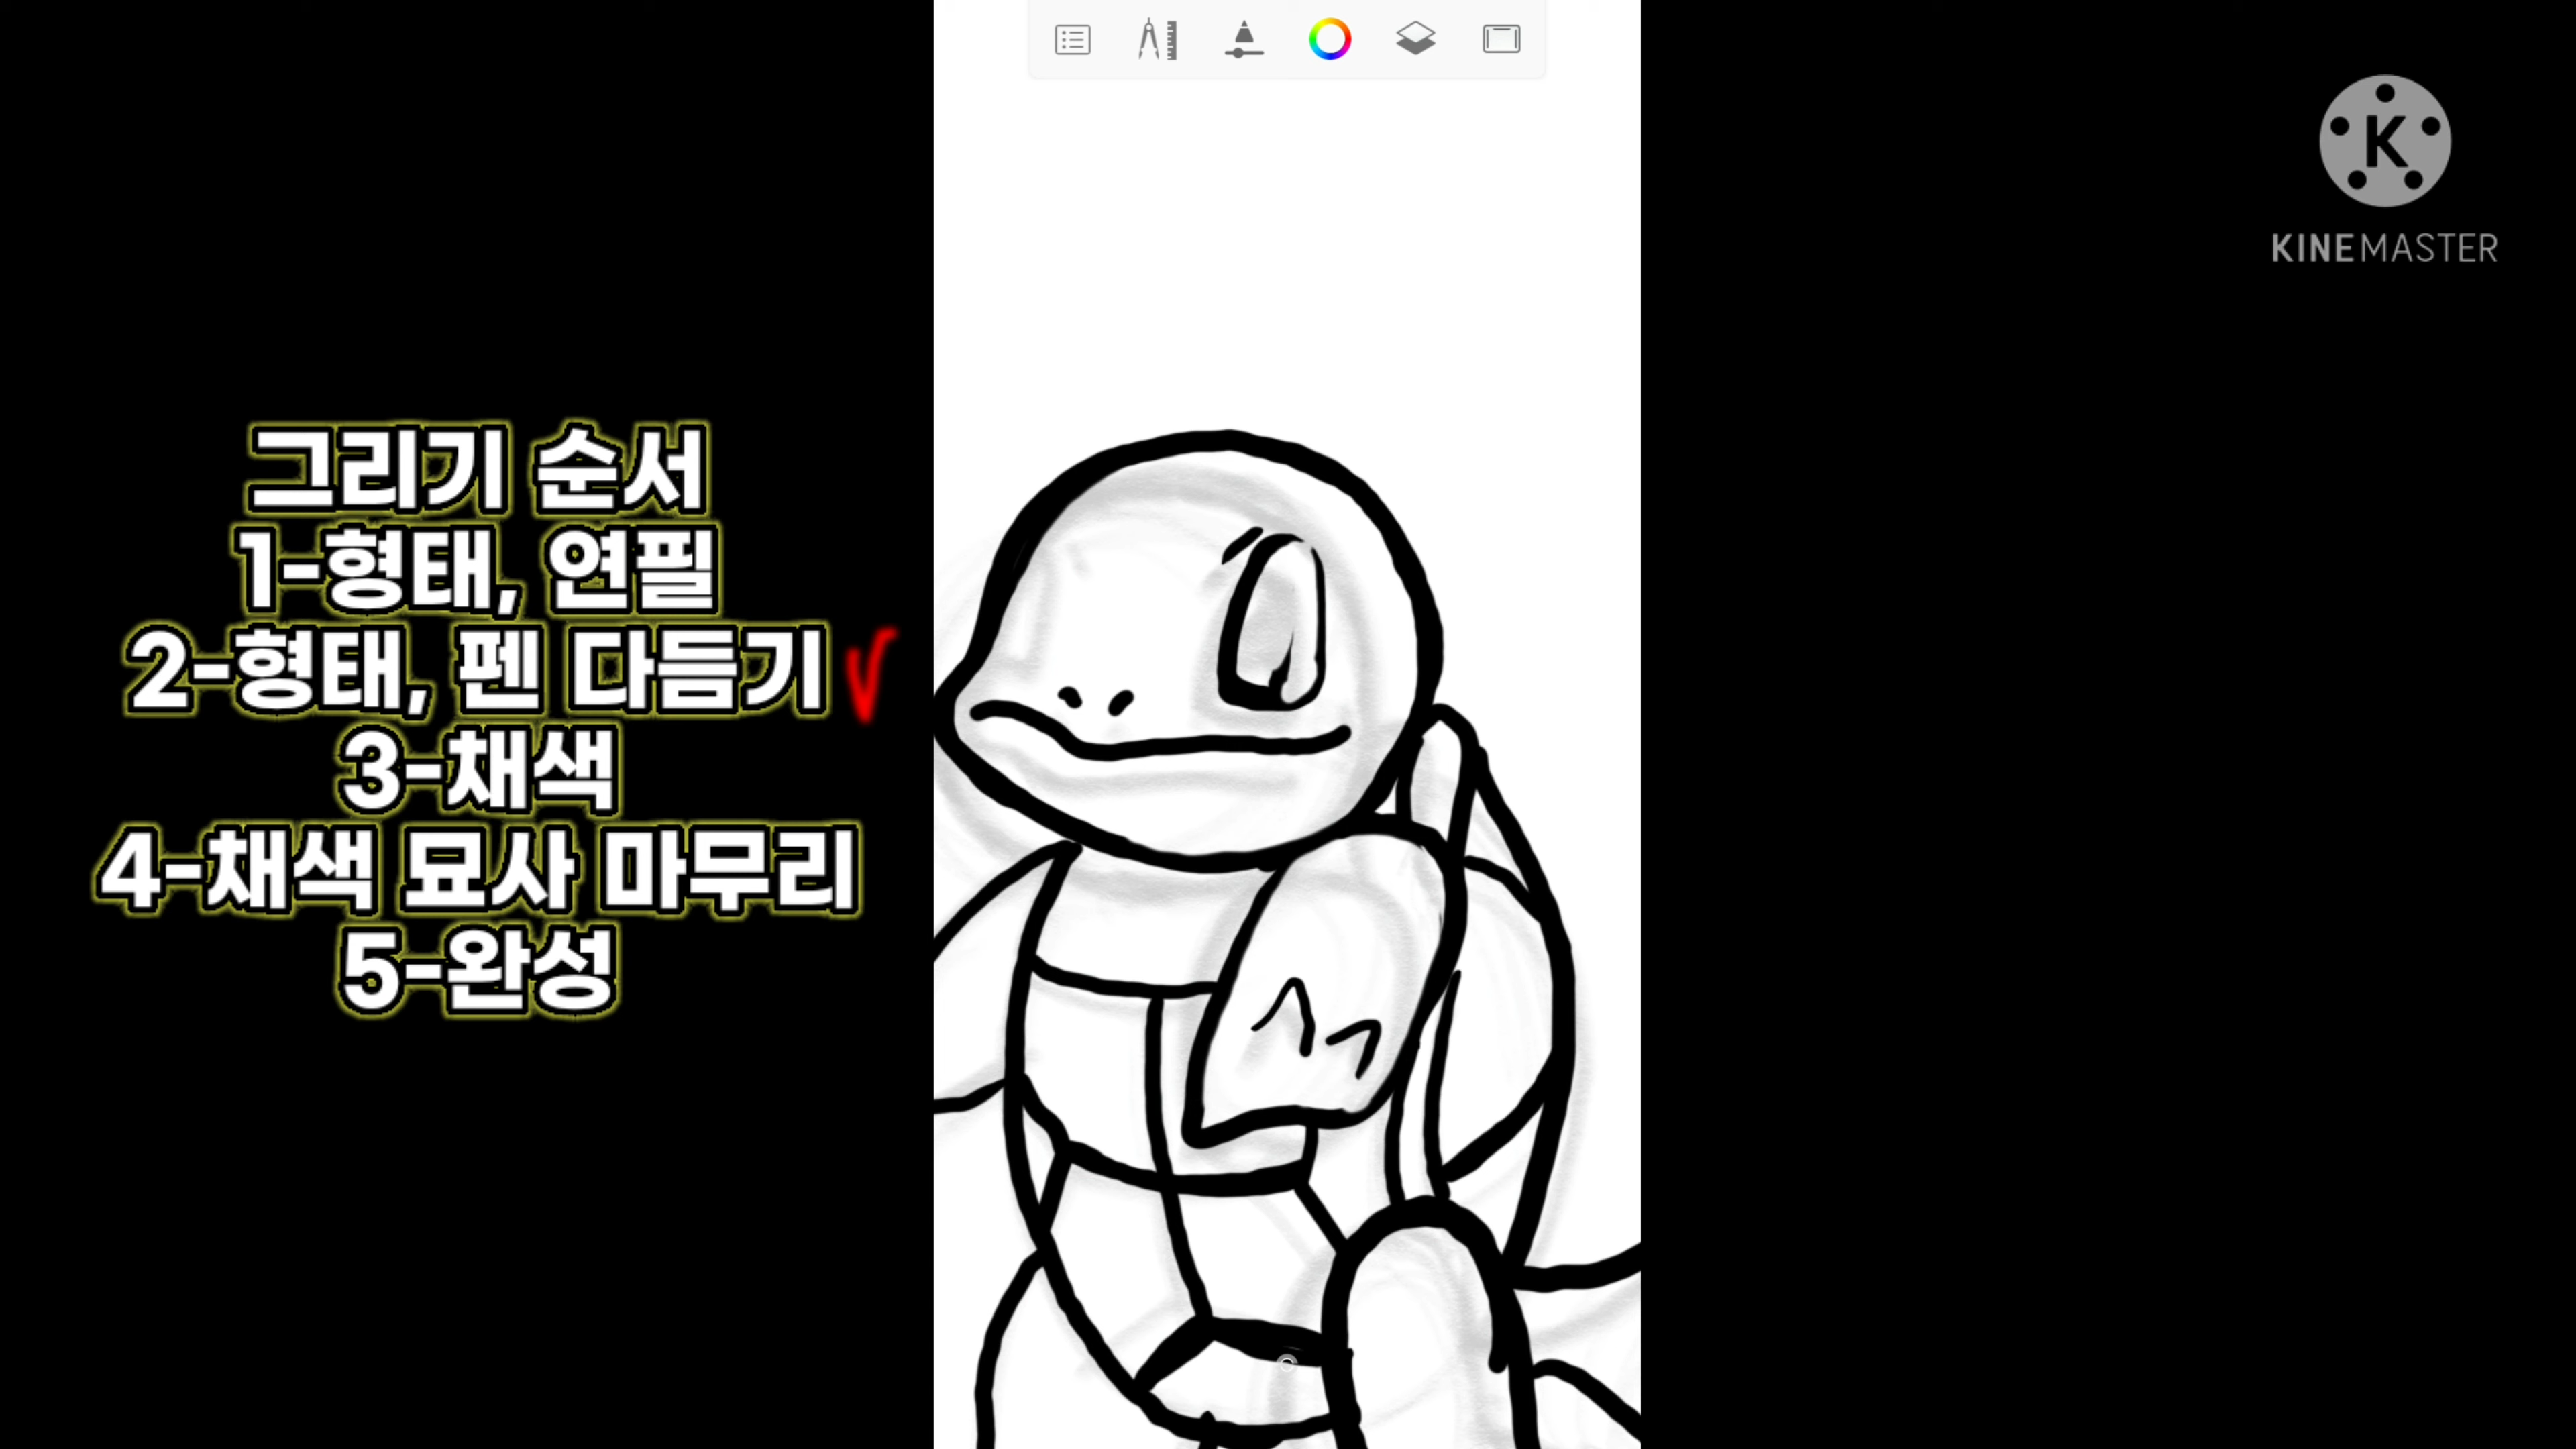 그리기 순서
1-형태, 연필
2-형태, 펜 다듬기
3-채색
4-채색 묘사 마무리
5-완성
K
KINEMASTER